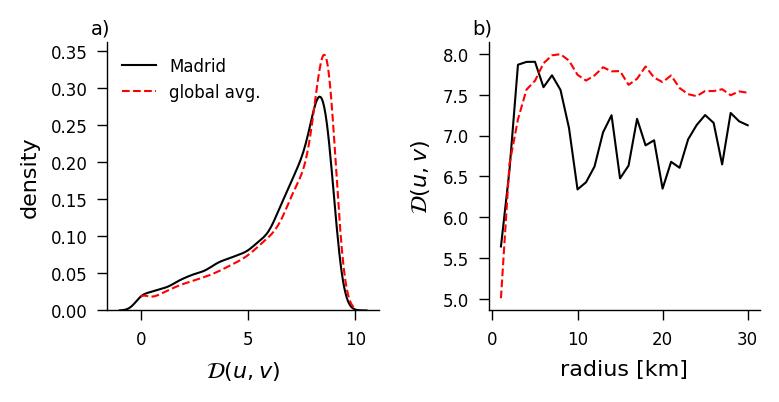 a)
density
0.35
0.30
0.25
0.20
0.15
0.10
0.05
0.00
Madrid
global avg.
0 5 10
𝒟(u, v)
b)
𝒟(u, v)
8.0
7.5
7.0
6.5
6.0
5.5
5.0
0 10 20 30
radius [km]